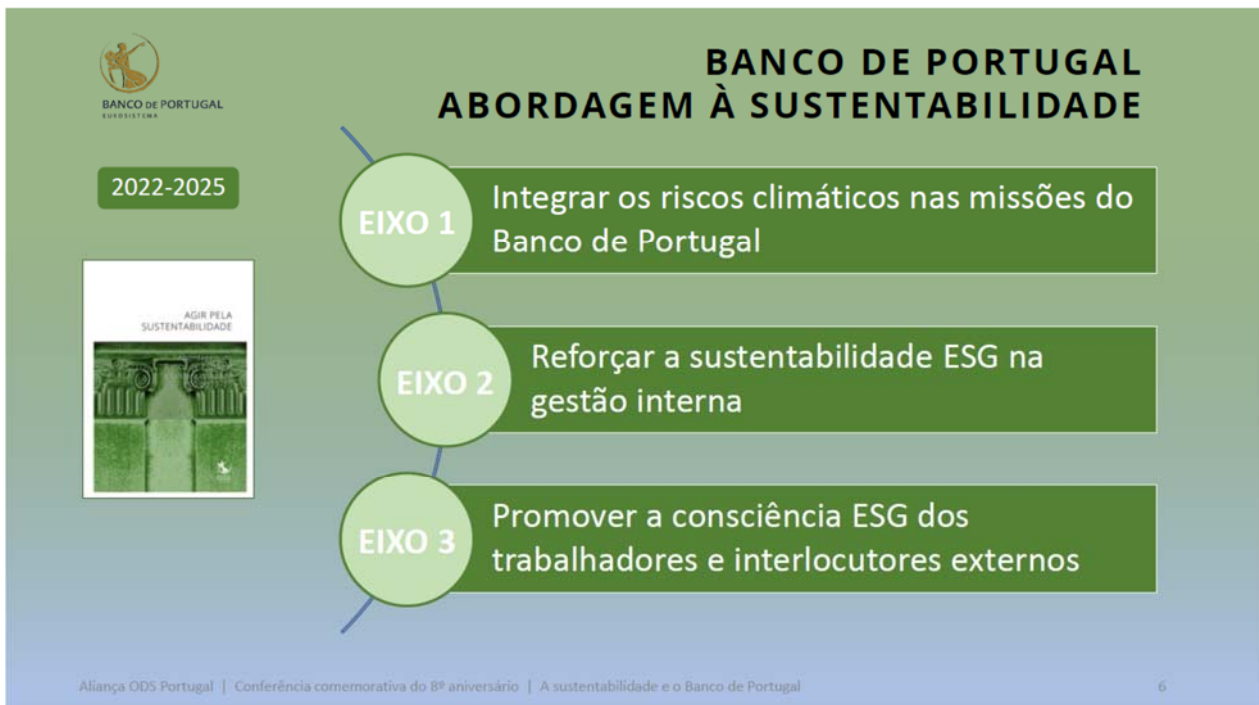 BANCO DE PORTUGAL
EUROSISTEMA
BANCO DE PORTUGAL
ABORDAGEM À SUSTENTABILIDADE
2022-2025
AGIR PELA
SUSTENTABILIDADE
EIXO 1
Integrar os riscos climáticos nas missões do
Banco de Portugal
EIXO 2
Reforçar a sustentabilidade ESG na
gestão interna
EIXO 3
Promover a consciência ESG dos
trabalhadores e interlocutores externos
Aliança ODS Portugal | Conferência comemorativa do 8º aniversário | A sustentabilidade e o Banco de Portugal
6